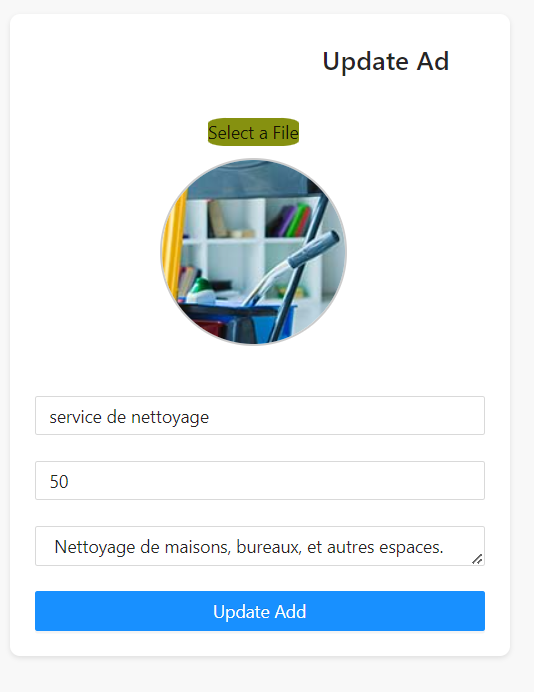 Update Ad
Select a File
service de nettoyage
50
Nettoyage de maisons, bureaux, et autres espaces.
Update Add